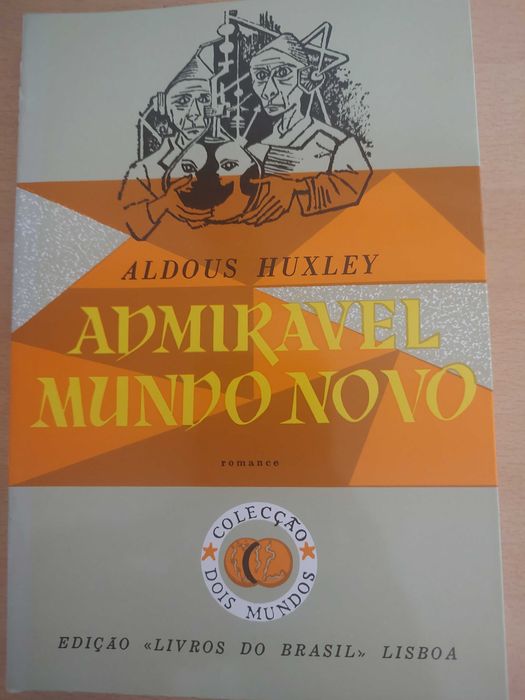 ALDOUS HUXLEY
ADMIRAVEL
MUNDO NOVO
romance
COLECÇÃO
DOIS MUNDOS
EDIÇÃO «LIVROS DO BRASIL» LISBOA